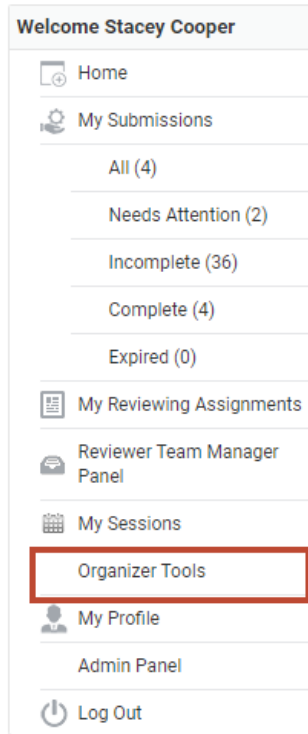 Welcome Stacey Cooper
Home
My Submissions
All (4)
Needs Attention (2)
Incomplete (36)
Complete (4)
Expired (0)
My Reviewing Assignments
Reviewer Team Manager
Panel
My Sessions
Organizer Tools
My Profile
Admin Panel
Log Out